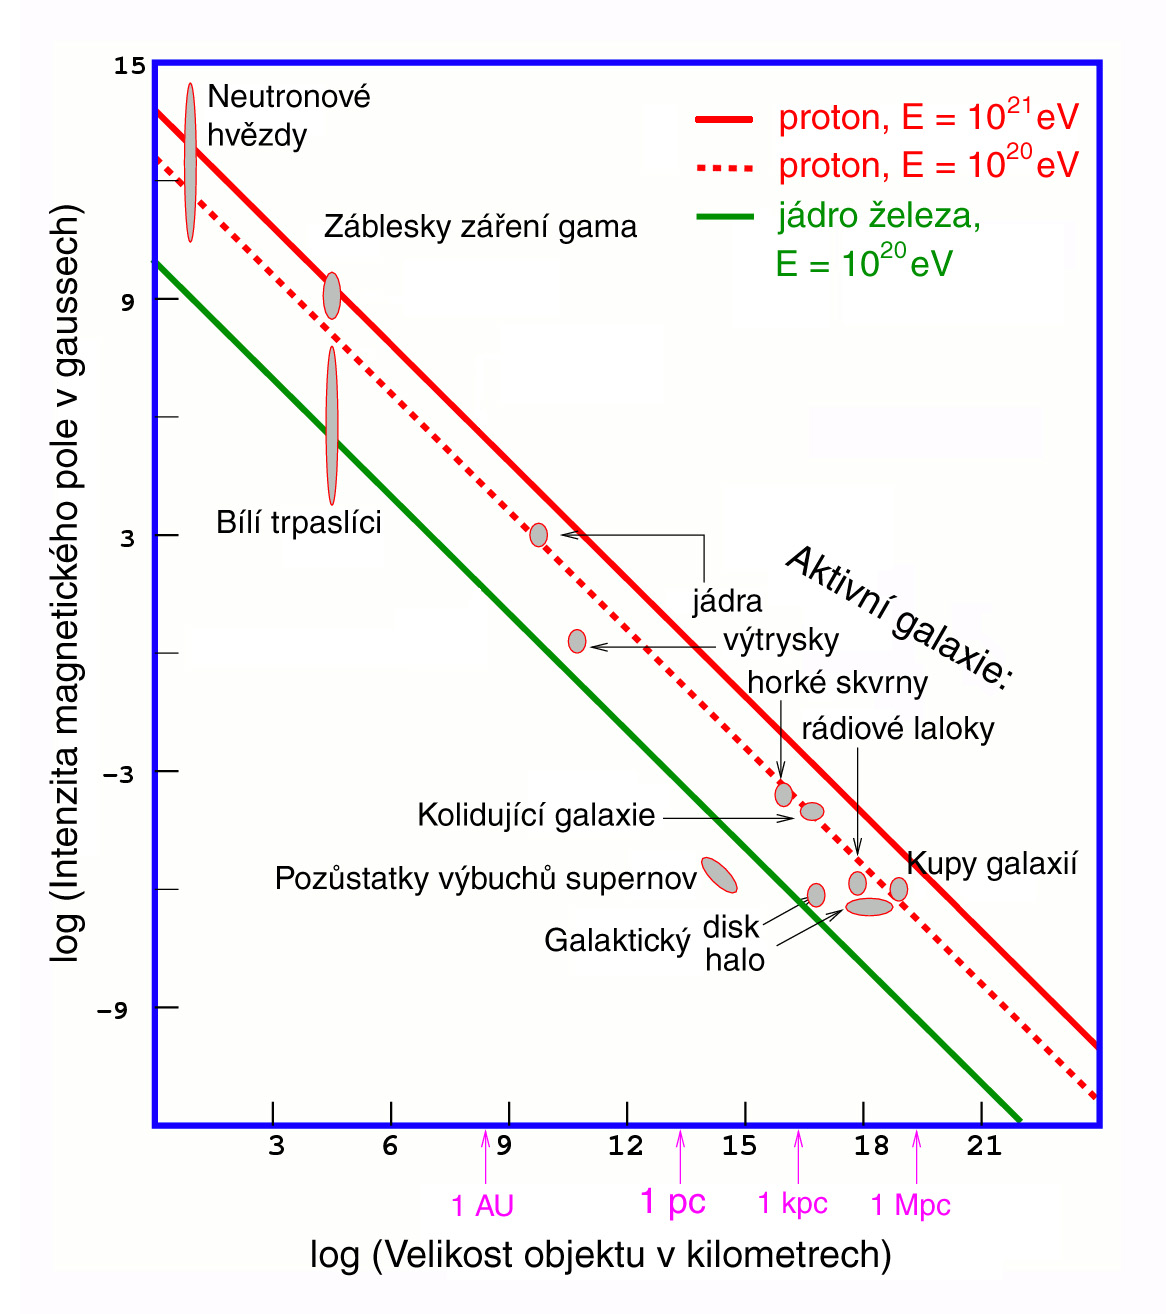 15
Neutronové
hvězdy
proton, E = 10²¹eV
proton, E = 10²⁰eV
jádro železa,
E = 10²⁰eV
Záblesky záření gama
9
Bílí trpaslíci
3
jádra
Aktivní galaxie:
výtrysky
horké skvrny
rádiové laloky
−3
Kolidující galaxie
Kupy galaxií
Pozůstatky výbuchů supernov
Galaktický disk
halo
−9
log (Intenzita magnetického pole v gaussech)
3 6 9 12 15 18 21
1 AU 1 pc 1 kpc 1 Mpc
log (Velikost objektu v kilometrech)